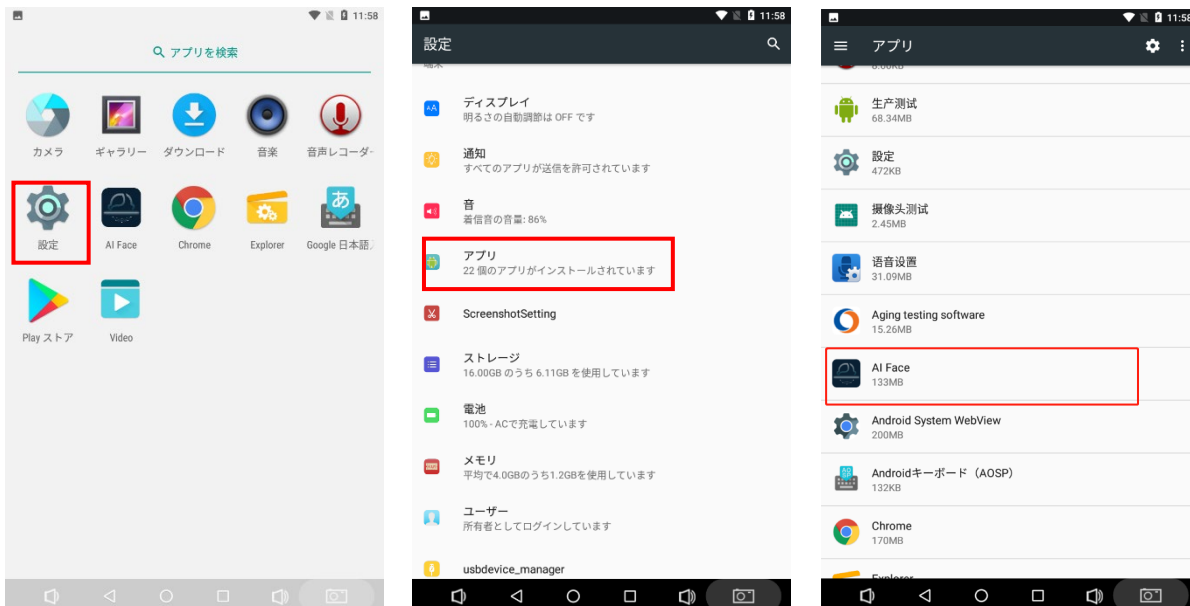 11:58
アプリを検索
カメラ
ギャラリー
ダウンロード
音楽
音声レコーダー
設定
AI Face
Chrome
Explorer
Google 日本語
Play ストア
Video
11:58
設定
端末
ディスプレイ
明るさの自動調節は OFF です
通知
すべてのアプリが送信を許可されています
音
着信音の音量: 86%
アプリ
22 個のアプリがインストールされています
ScreenshotSetting
ストレージ
16.00GB のうち 6.11GB を使用しています
電池
100% - ACで充電しています
メモリ
平均で4.0GBのうち1.2GBを使用しています
ユーザー
所有者としてログインしています
usbdevice_manager
11:58
アプリ
生产测试
68.34MB
設定
472KB
摄像头测试
2.45MB
语音设置
31.09MB
Aging testing software
15.26MB
AI Face
133MB
Android System WebView
200MB
Androidキーボード（AOSP）
132KB
Chrome
170MB
Explorer